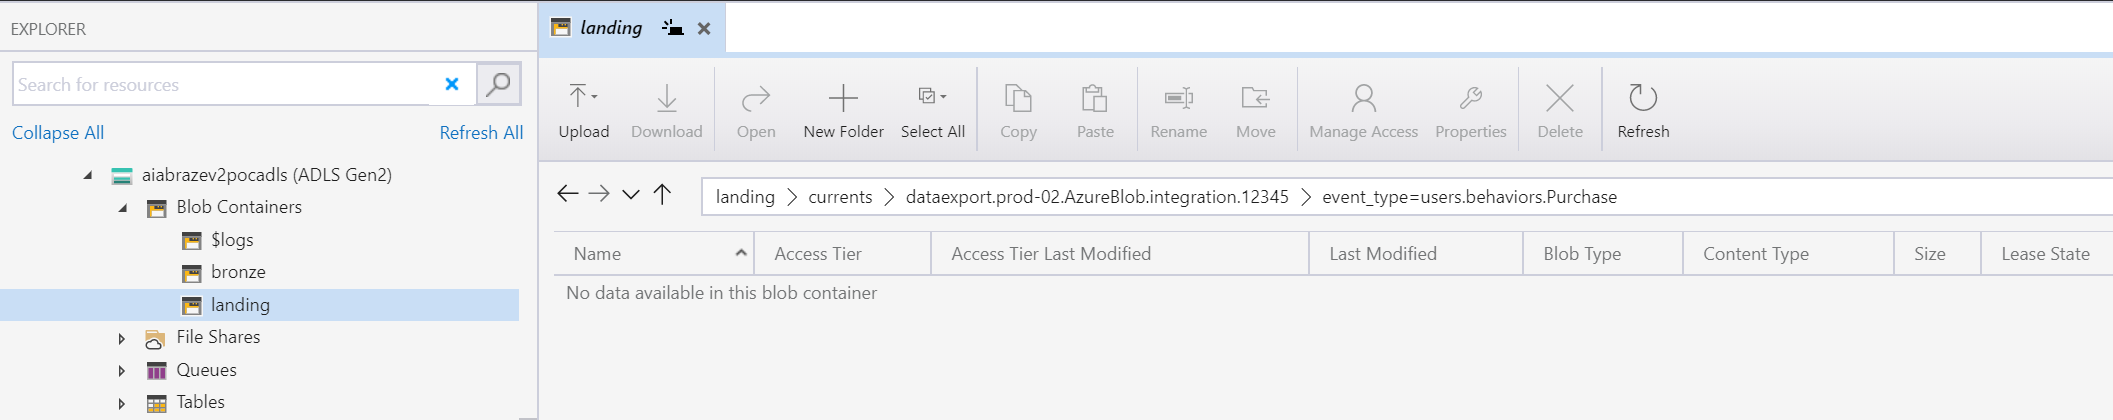 EXPLORER
Search for resources
Collapse All Refresh All
aiabrazev2pocadls (ADLS Gen2)
Blob Containers
$logs
bronze
landing
File Shares
Queues
Tables
landing
Upload Download Open New Folder Select All Copy Paste Rename Move Manage Access Properties Delete Refresh
landing > currents > dataexport.prod-02.AzureBlob.integration.12345 > event_type=users.behaviors.Purchase
Name Access Tier Access Tier Last Modified Last Modified Blob Type Content Type Size Lease State
No data available in this blob container